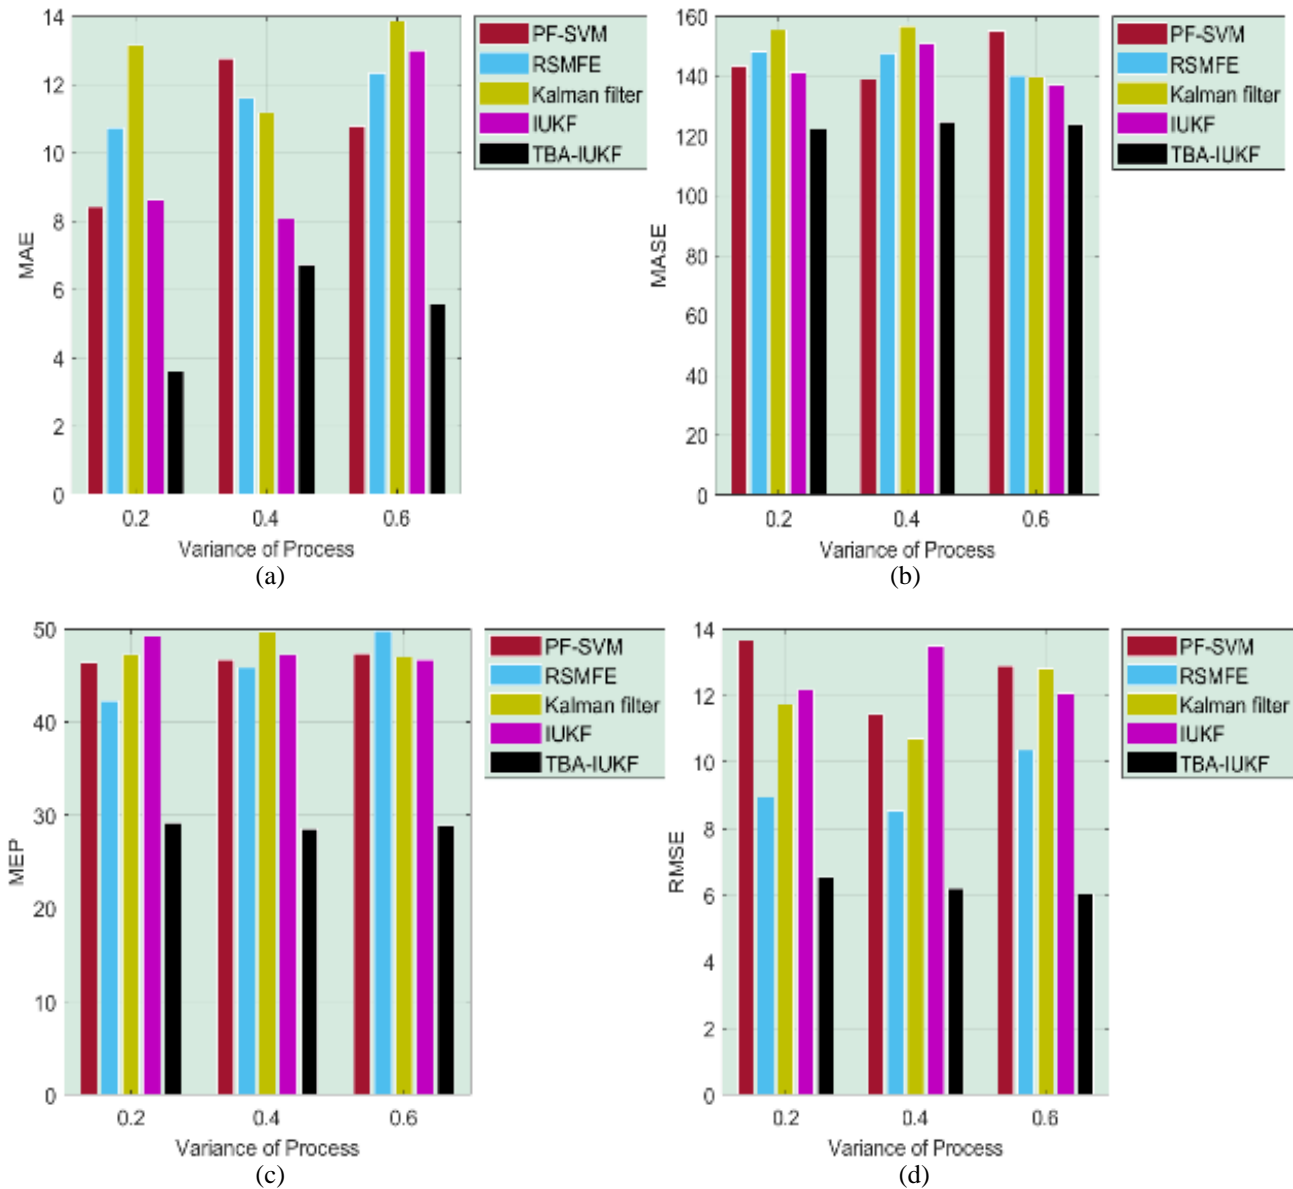 14
12
10
8
6
4
2
0
MAE
0.2
0.4
0.6
Variance of Process
PF-SVM
RSMFE
Kalman filter
IUKF
TBA-IUKF
(a)
160
140
120
100
80
60
40
20
0
MASE
0.2
0.4
0.6
Variance of Process
PF-SVM
RSMFE
Kalman filter
IUKF
TBA-IUKF
(b)
50
40
30
20
10
0
MEP
0.2
0.4
0.6
Variance of Process
PF-SVM
RSMFE
Kalman filter
IUKF
TBA-IUKF
(c)
14
12
10
8
6
4
2
0
RMSE
0.2
0.4
0.6
Variance of Process
PF-SVM
RSMFE
Kalman filter
IUKF
TBA-IUKF
(d)